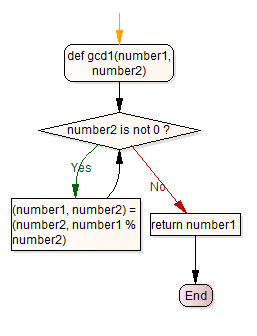 def gcd1(number1,
number2)
number2 is not 0 ?
Yes
No
(number1, number2) =
(number2, number1 %
number2)
return number1
End